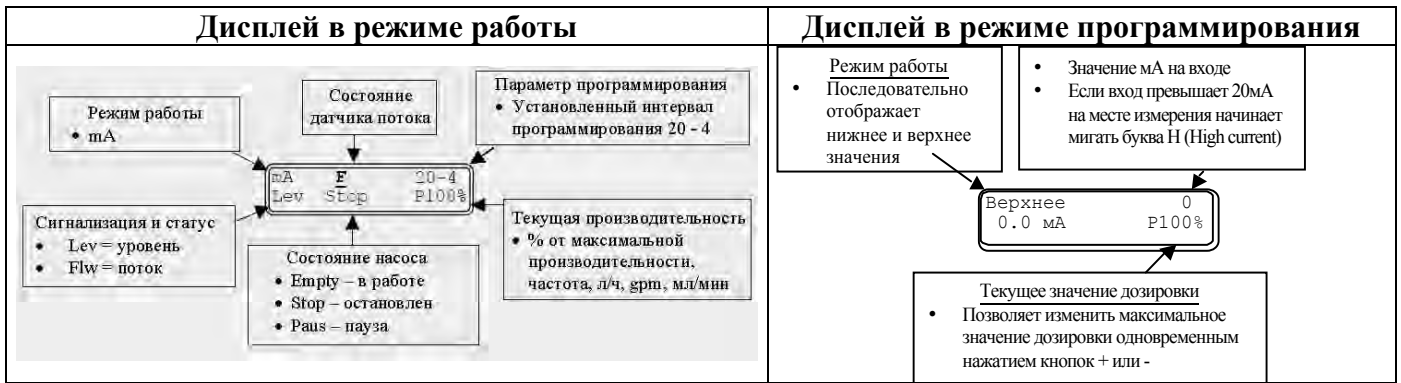 Дисплей в режиме работы
Режим работы
• mA
Состояние
датчика потока
Параметр программирования
• Установленный интервал
программирования 20 - 4
mA F 20-4
Lev Stop P100%
Сигнализация и статус
• Lev = уровень
• Flw = поток
Состояние насоса
• Empty – в работе
• Stop – остановлен
• Paus – пауза
Текущая производительность
• % от максимальной
производительности,
частота, л/ч, gpm, мл/мин
Дисплей в режиме программирования
Режим работы
• Последовательно
отображает
нижнее и верхнее
значения
• Значение мА на входе
• Если вход превышает 20мА
на месте измерения начинает
мигать буква H (High current)
Верхнее 0
0.0 мА P100%
Текущее значение дозировки
• Позволяет изменить максимальное
значение дозировки одновременным
нажатием кнопок + или -